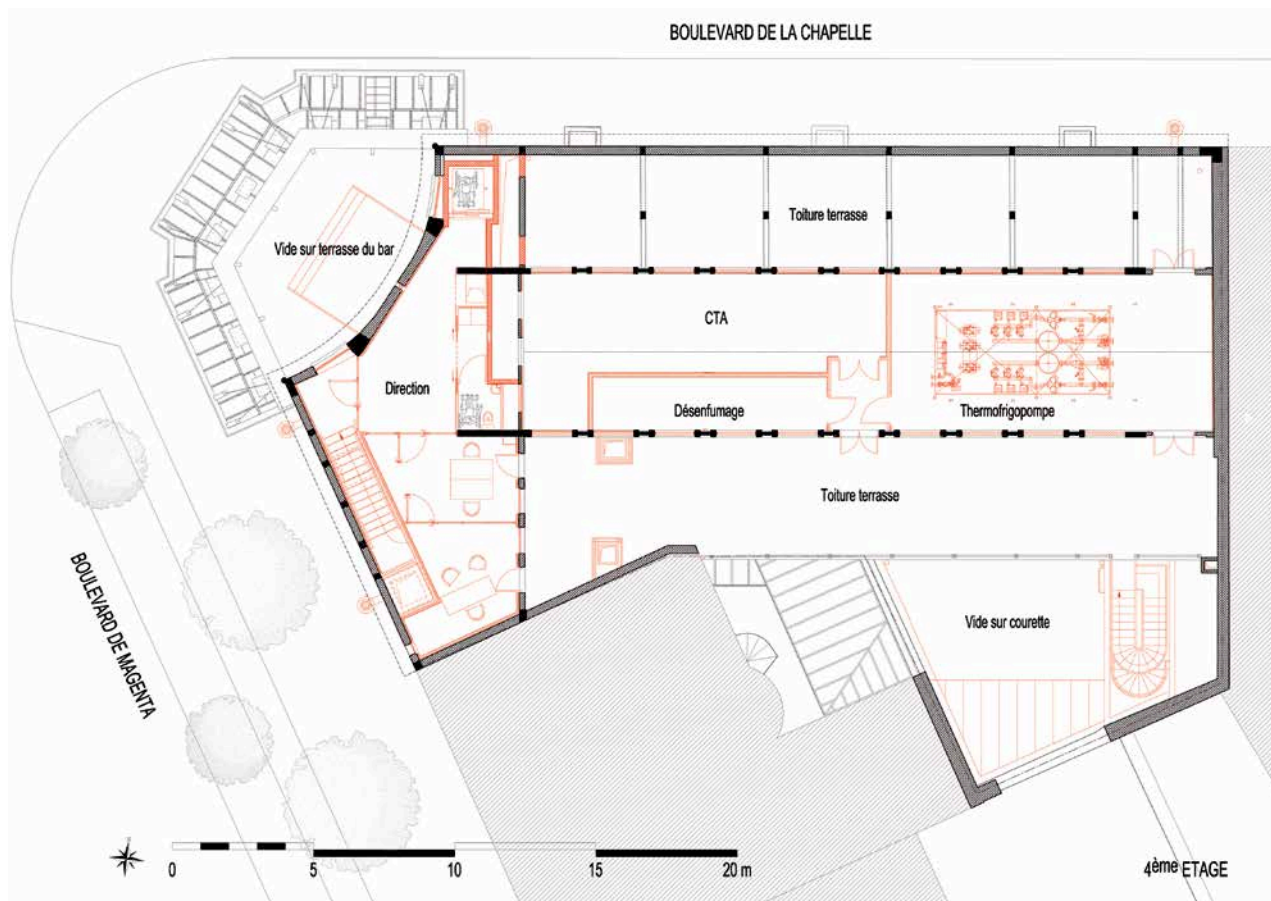 BOULEVARD DE LA CHAPELLE
Toiture terrasse
Vide sur terrasse du bar
CTA
Direction
Désenfumage
Thermofrigopompe
Toiture terrasse
BOULEVARD DE MAGENTA
Vide sur courette
0 5 10 15 20 m
4ème ETAGE